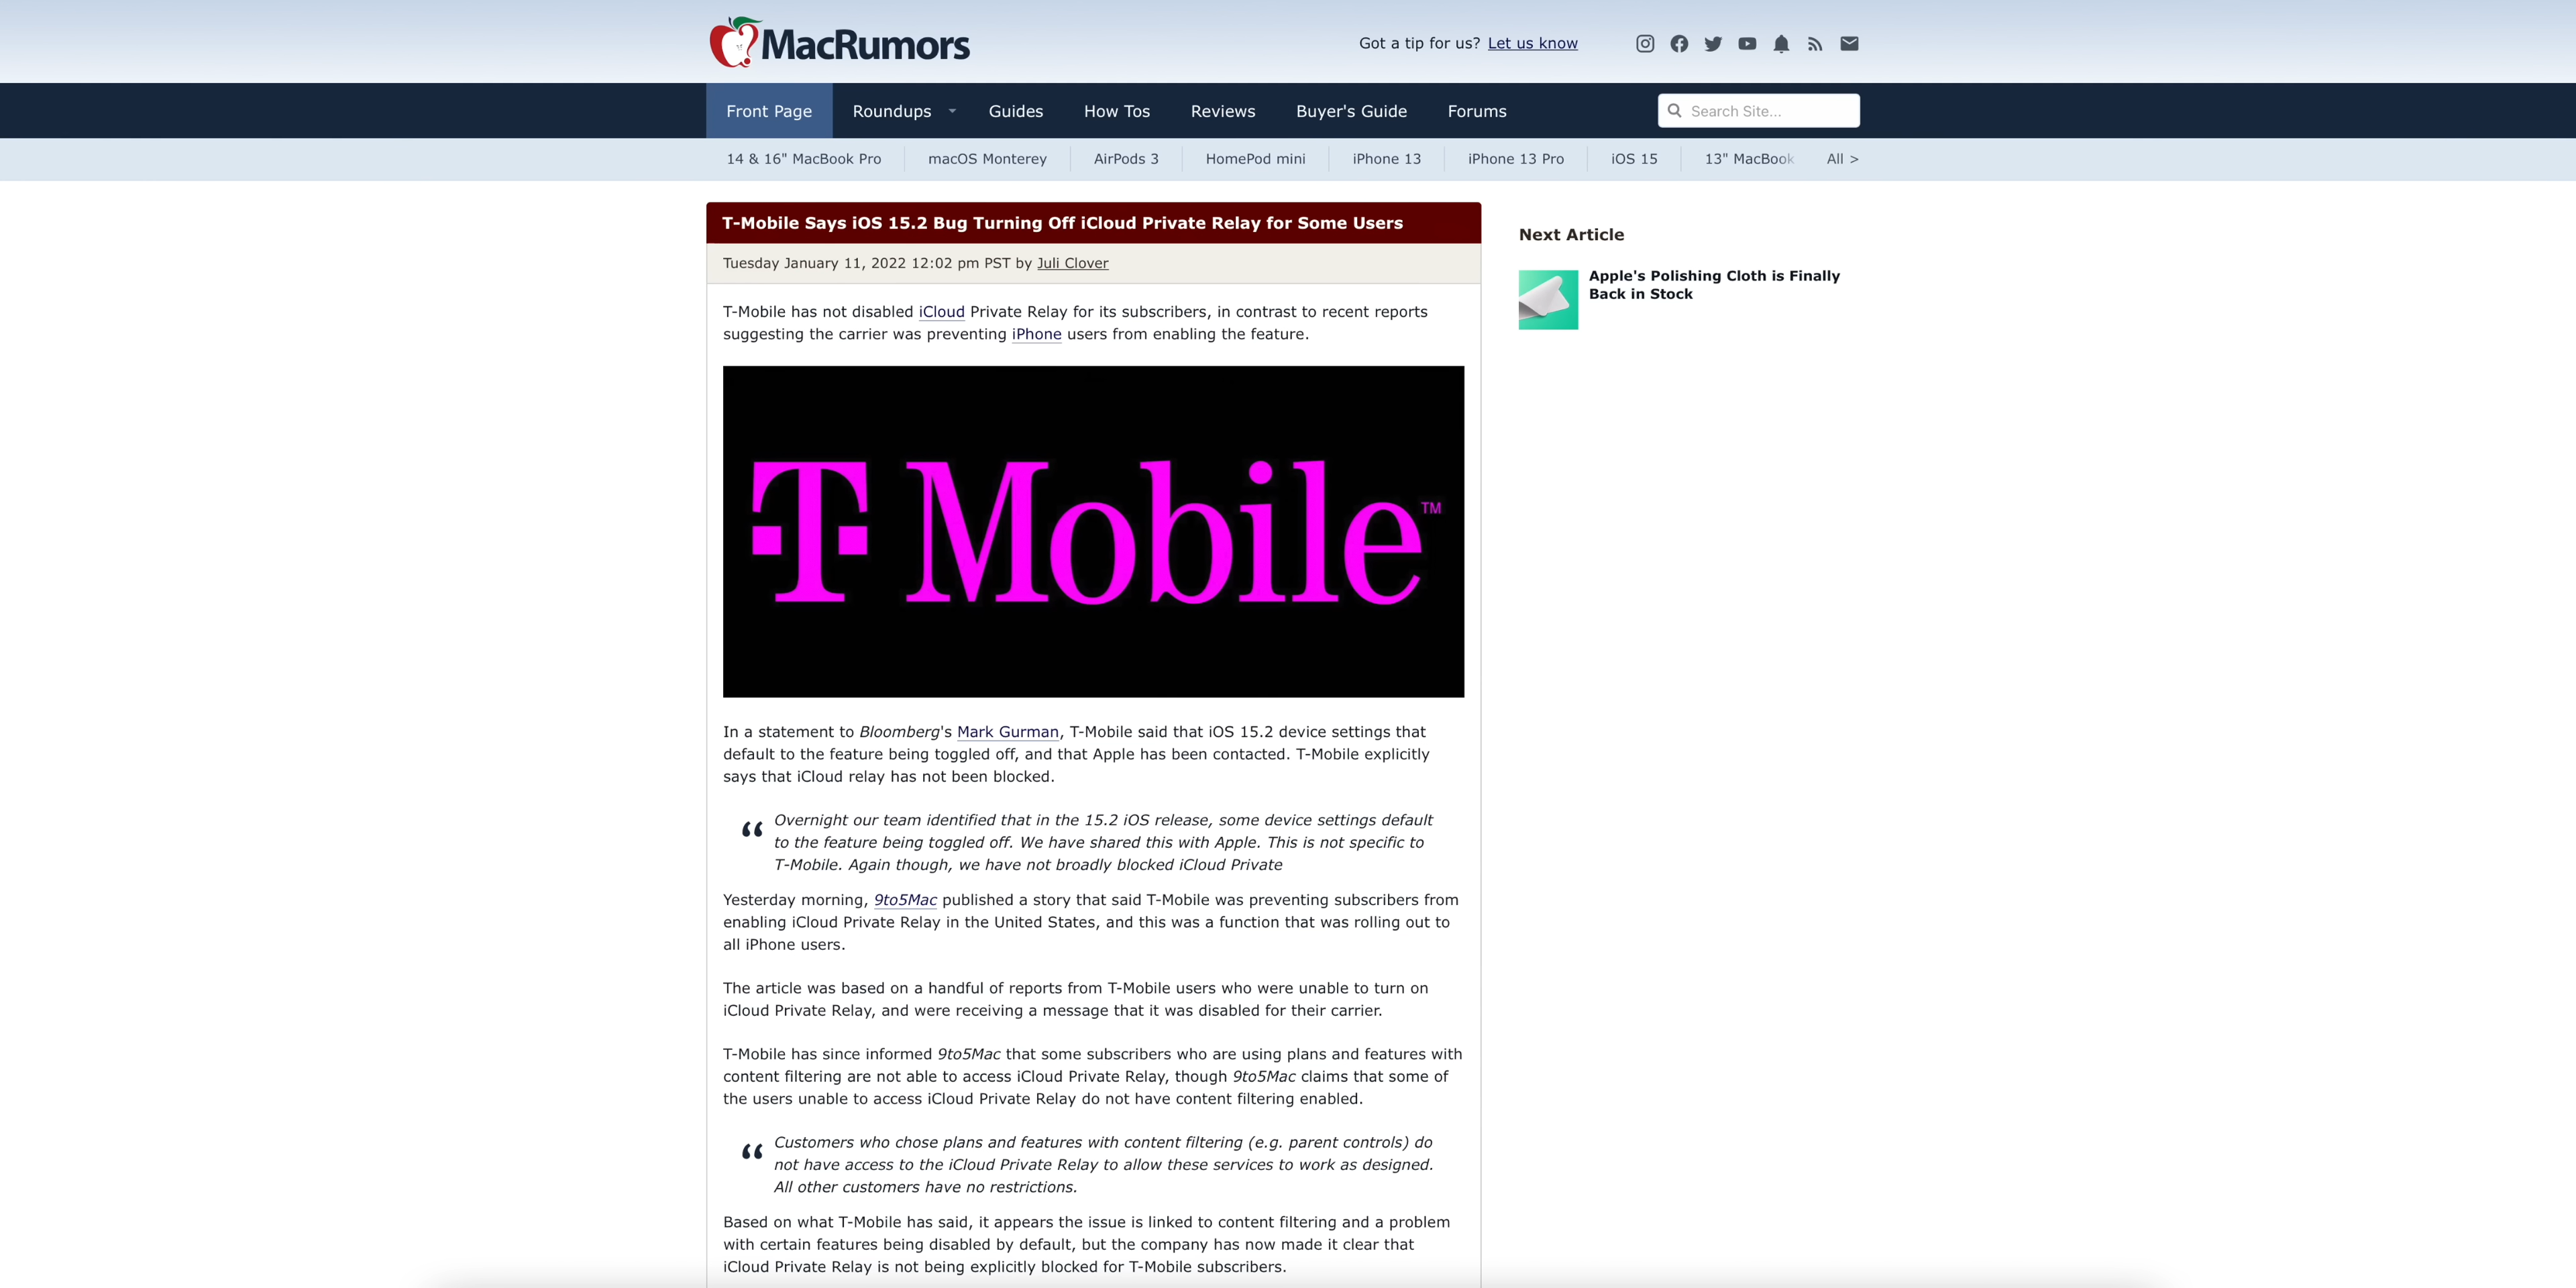 MacRumors
Got a tip for us? Let us know
Front Page Roundups Guides How Tos Reviews Buyer's Guide Forums Search Site...
14 & 16" MacBook Pro macOS Monterey AirPods 3 HomePod mini iPhone 13 iPhone 13 Pro iOS 15 13" MacBook All >
T-Mobile Says iOS 15.2 Bug Turning Off iCloud Private Relay for Some Users
Tuesday January 11, 2022 12:02 pm PST by Juli Clover
T-Mobile has not disabled iCloud Private Relay for its subscribers, in contrast to recent reports
suggesting the carrier was preventing iPhone users from enabling the feature.
T Mobile™
In a statement to Bloomberg's Mark Gurman, T-Mobile said that iOS 15.2 device settings that
default to the feature being toggled off, and that Apple has been contacted. T-Mobile explicitly
says that iCloud relay has not been blocked.
“ Overnight our team identified that in the 15.2 iOS release, some device settings default
to the feature being toggled off. We have shared this with Apple. This is not specific to
T-Mobile. Again though, we have not broadly blocked iCloud Private
Yesterday morning, 9to5Mac published a story that said T-Mobile was preventing subscribers from
enabling iCloud Private Relay in the United States, and this was a function that was rolling out to
all iPhone users.
The article was based on a handful of reports from T-Mobile users who were unable to turn on
iCloud Private Relay, and were receiving a message that it was disabled for their carrier.
T-Mobile has since informed 9to5Mac that some subscribers who are using plans and features with
content filtering are not able to access iCloud Private Relay, though 9to5Mac claims that some of
the users unable to access iCloud Private Relay do not have content filtering enabled.
“ Customers who chose plans and features with content filtering (e.g. parent controls) do
not have access to the iCloud Private Relay to allow these services to work as designed.
All other customers have no restrictions.
Based on what T-Mobile has said, it appears the issue is linked to content filtering and a problem
with certain features being disabled by default, but the company has now made it clear that
iCloud Private Relay is not being explicitly blocked for T-Mobile subscribers.
Next Article
Apple's Polishing Cloth is Finally
Back in Stock